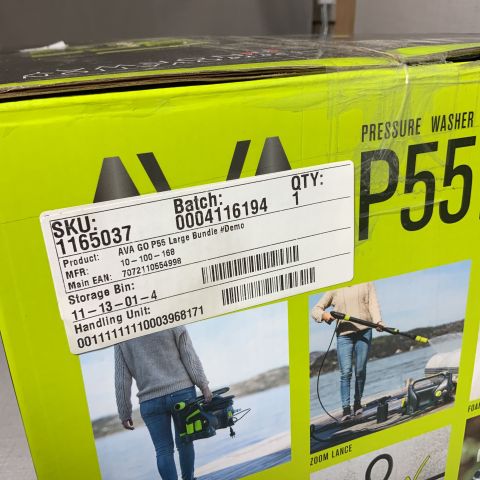 PRESSURE WASHER
AVA
P55
SKU:
1165037
Batch:
0004116194
QTY:
1
Product: AVA GO P55 Large Bundle #Demo
MFR: 10-100-168
Main EAN: 7072110554998
Storage Bin:
11-13-01-4
Handling Unit:
00111111110003968171
ZOOM LANCE